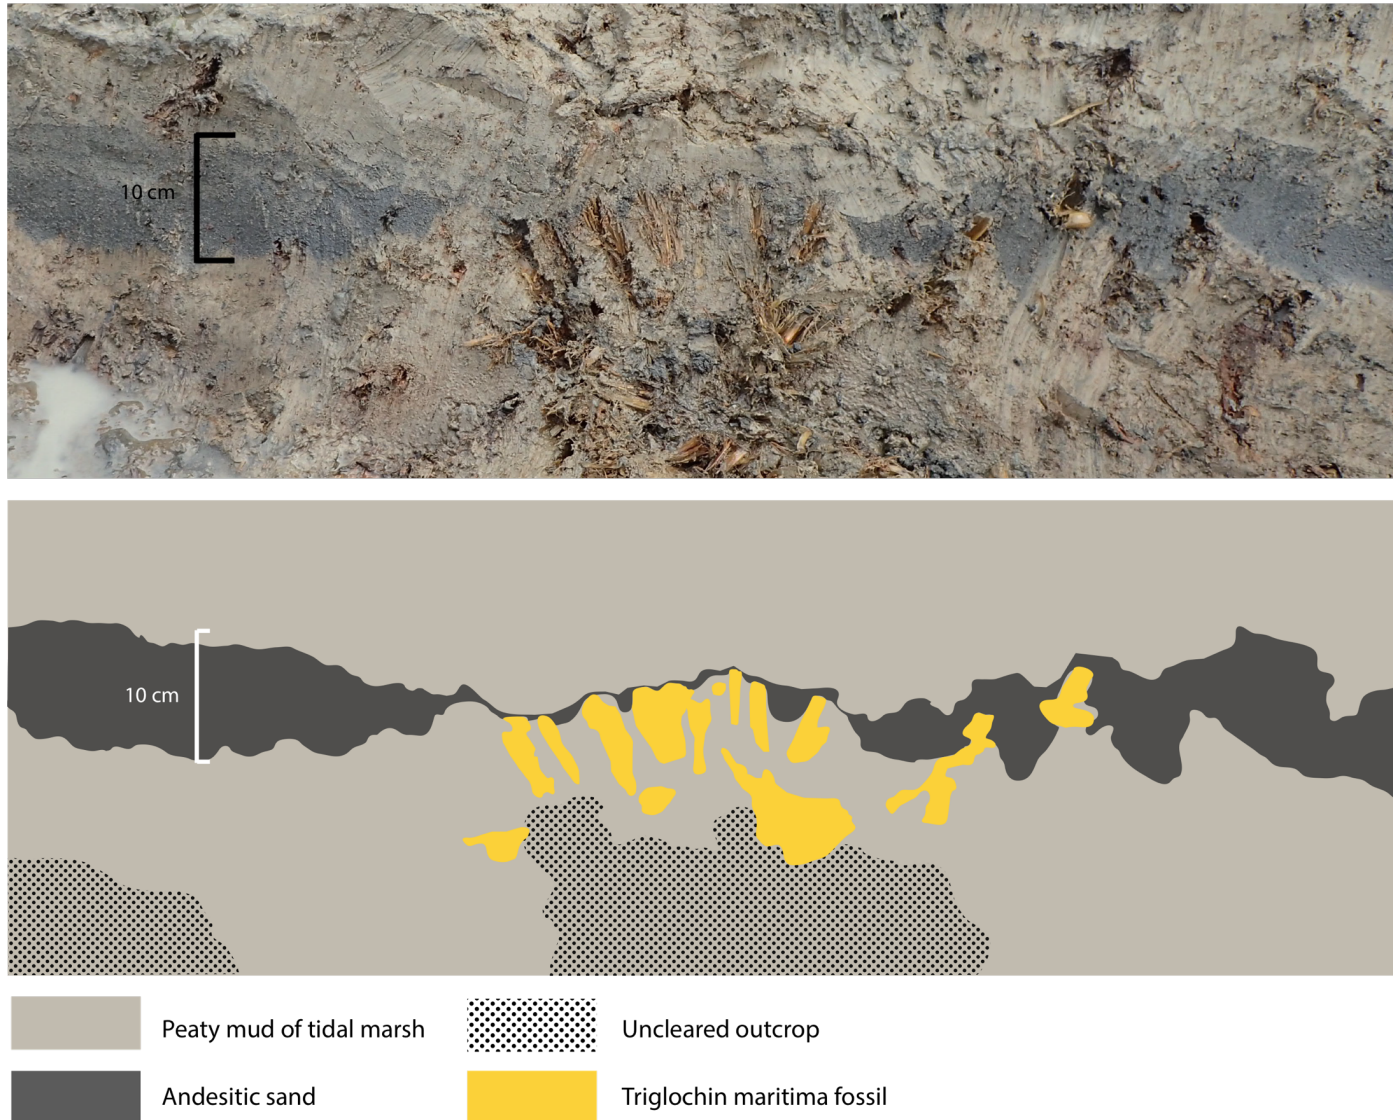 10 cm
10 cm
Peaty mud of tidal marsh
Uncleared outcrop
Andesitic sand
Triglochin maritima fossil